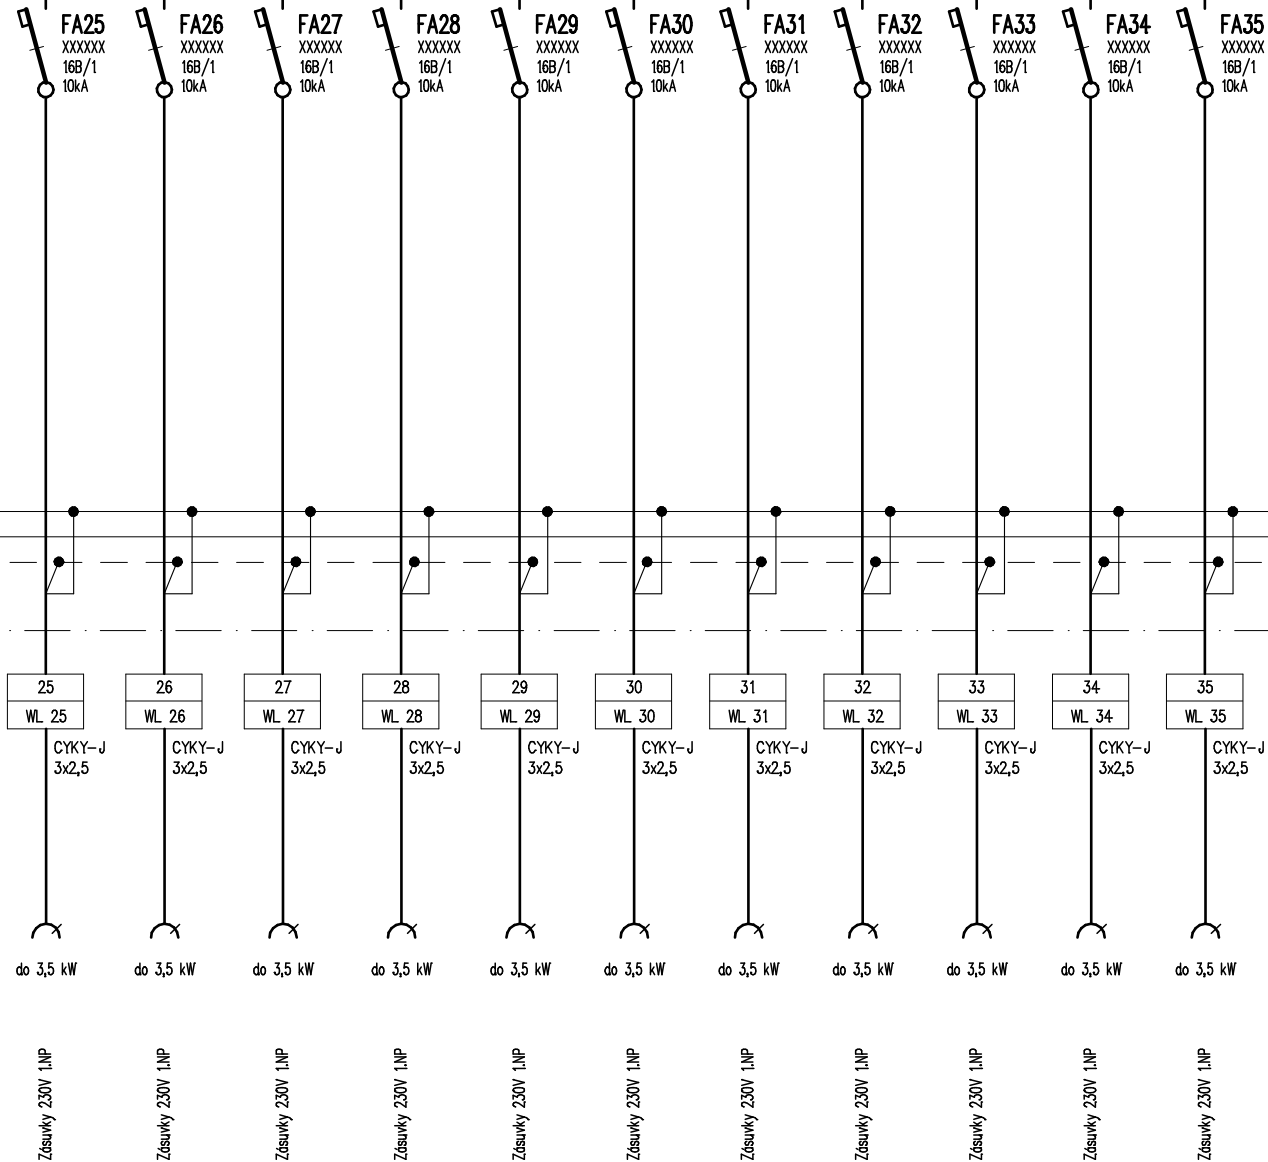 FA25 FA26 FA27 FA28 FA29 FA30 FA31 FA32 FA33 FA34 FA35
XXXXXX XXXXXX XXXXXX XXXXXX XXXXXX XXXXXX XXXXXX XXXXXX XXXXXX XXXXXX XXXXXX
16B/1 16B/1 16B/1 16B/1 16B/1 16B/1 16B/1 16B/1 16B/1 16B/1 16B/1
10kA 10kA 10kA 10kA 10kA 10kA 10kA 10kA 10kA 10kA 10kA
25 26 27 28 29 30 31 32 33 34 35
WL 25 WL 26 WL 27 WL 28 WL 29 WL 30 WL 31 WL 32 WL 33 WL 34 WL 35
CYKY-J CYKY-J CYKY-J CYKY-J CYKY-J CYKY-J CYKY-J CYKY-J CYKY-J CYKY-J CYKY-J
3x2,5 3x2,5 3x2,5 3x2,5 3x2,5 3x2,5 3x2,5 3x2,5 3x2,5 3x2,5 3x2,5
do 3,5 kW do 3,5 kW do 3,5 kW do 3,5 kW do 3,5 kW do 3,5 kW do 3,5 kW do 3,5 kW do 3,5 kW do 3,5 kW do 3,5 kW
Zásuvky 230V 1.NP
Zásuvky 230V 1.NP
Zásuvky 230V 1.NP
Zásuvky 230V 1.NP
Zásuvky 230V 1.NP
Zásuvky 230V 1.NP
Zásuvky 230V 1.NP
Zásuvky 230V 1.NP
Zásuvky 230V 1.NP
Zásuvky 230V 1.NP
Zásuvky 230V 1.NP